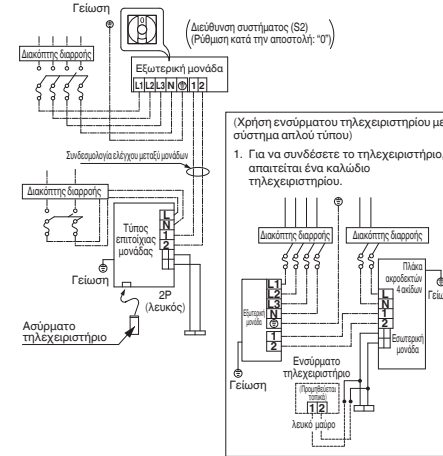 Γείωση
0
(Διεύθυνση συστήματος (S2)
(Ρύθμιση κατά την αποστολή: "0")
Διακόπτης διαρροής
Εξωτερική μονάδα
L1 L2 L3 N 1 2
Συνδεσμολογία ελέγχου μεταξύ μονάδων
Διακόπτης διαρροής
L
N
1
2
Τύπος
επιτοίχιας
μονάδας
Γείωση
2P
(λευκός)
Ασύρματο
τηλεχειριστήριο
(Χρήση ενσύρματου τηλεχειριστηρίου με
σύστημα απλού τύπου)
1. Για να συνδέσετε το τηλεχειριστήριο,
απαιτείται ένα καλώδιο
τηλεχειριστηρίου.
Διακόπτης διαρροής
Διακόπτης διαρροής
Πλάκα
ακροδεκτών
4 ακίδων
L1
L2
L3
N
1
2
Εξωτερική
μονάδα
L
N
1
2
Εσωτερική
μονάδα
Γείωση
Ενσύρματο
τηλεχειριστήριο
(Προμηθεύεται
τοπικά)
1 2
λευκό μαύρο